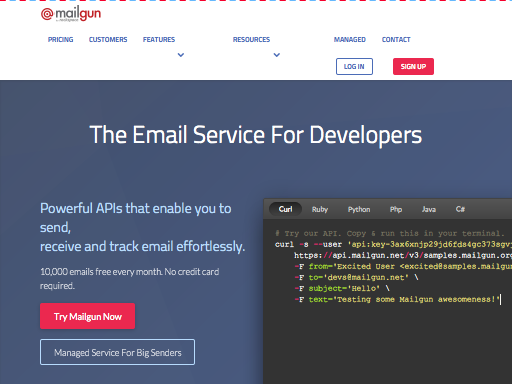 @mailgun
PRICING CUSTOMERS FEATURES RESOURCES MANAGED CONTACT
LOG IN SIGN UP
The Email Service For Developers
Powerful APIs that enable you to
send,
receive and track email effortlessly.
10,000 emails free every month. No credit card
required.
Try Mailgun Now
Managed Service For Big Senders
Curl Ruby Python Php Java C#
# Try our API. Copy & run this in your terminal.
curl -s --user 'api:key-3ax6xnjp29jd6fds4gc373sgvj
https://api.mailgun.net/v3/samples.mailgun.org
-F from='Excited User <excited@samples.mailgun
-F to='devs@mailgun.net' \
-F subject='Hello' \
-F text='Testing some Mailgun awesomeness!'